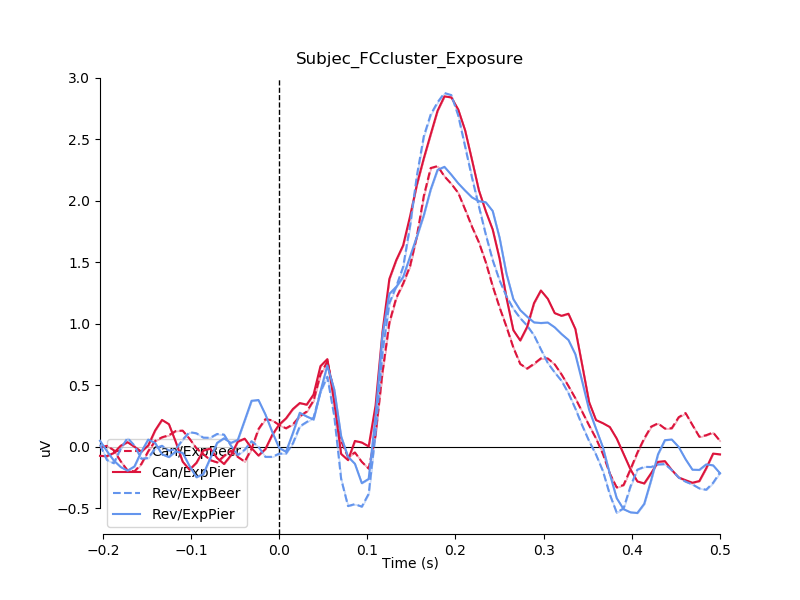 Subjec_FCcluster_Exposure
3.0
2.5
2.0
1.5
1.0
0.5
0.0
−0.5
uV
Can/ExpBeer
Can/ExpPier
Rev/ExpBeer
Rev/ExpPier
−0.2 −0.1 0.0 0.1 0.2 0.3 0.4 0.5
Time (s)